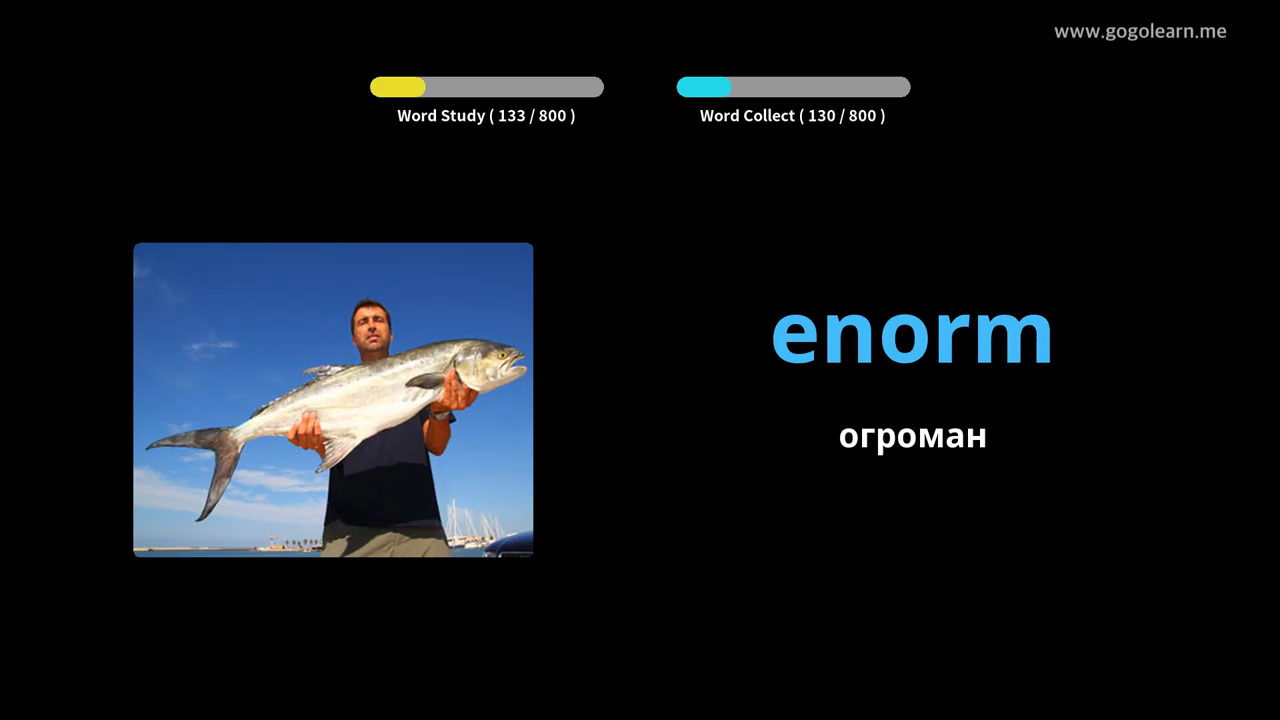 www.gogolearn.me
Word Study ( 133 / 800 )
Word Collect ( 130 / 800 )
enorm
огроман